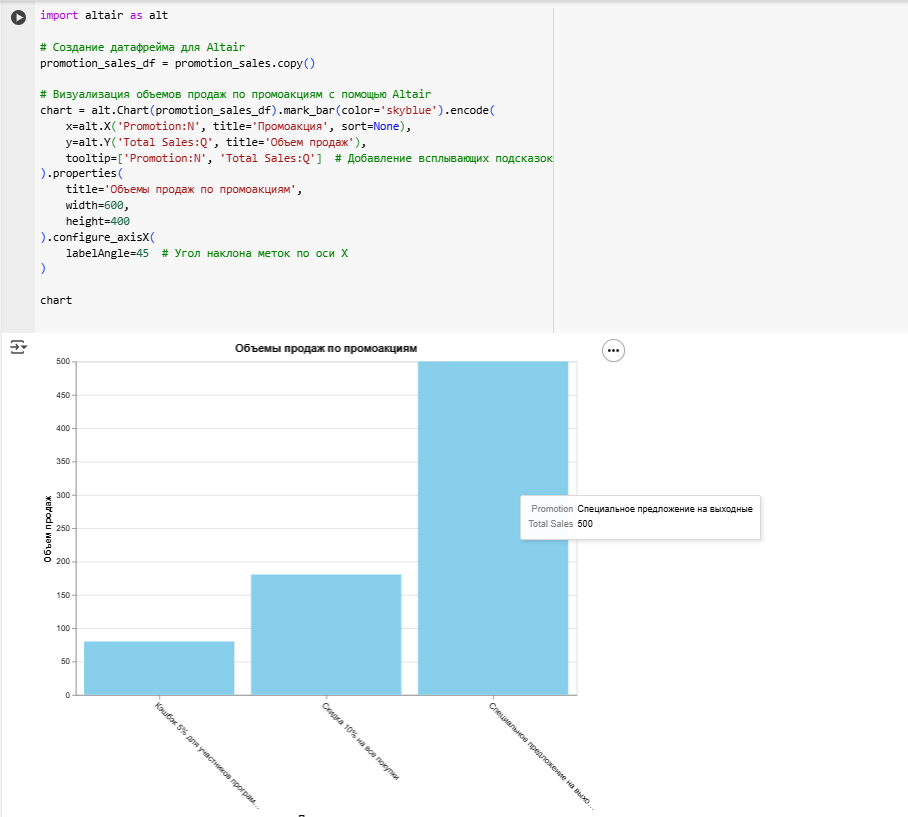 import altair as alt
# Создание датафрейма для Altair
promotion_sales_df = promotion_sales.copy()
# Визуализация объемов продаж по промоакциям с помощью Altair
chart = alt.Chart(promotion_sales_df).mark_bar(color='skyblue').encode(
    x=alt.X('Promotion:N', title='Промоакция', sort=None),
    y=alt.Y('Total Sales:Q', title='Объем продаж'),
    tooltip=['Promotion:N', 'Total Sales:Q']  # Добавление всплывающих подсказок
).properties(
    title='Объемы продаж по промоакциям',
    width=600,
    height=400
).configure_axisX(
    labelAngle=45  # Угол наклона меток по оси X
)
chart
Объемы продаж по промоакциям
500
450
400
350
300
250
200
150
100
50
0
Объем продаж
Promotion Специальное предложение на выходные
Total Sales 500
Кэшбэк 5% для участников програм...
Скидка 10% на все покупки
Специальное предложение на выхо...